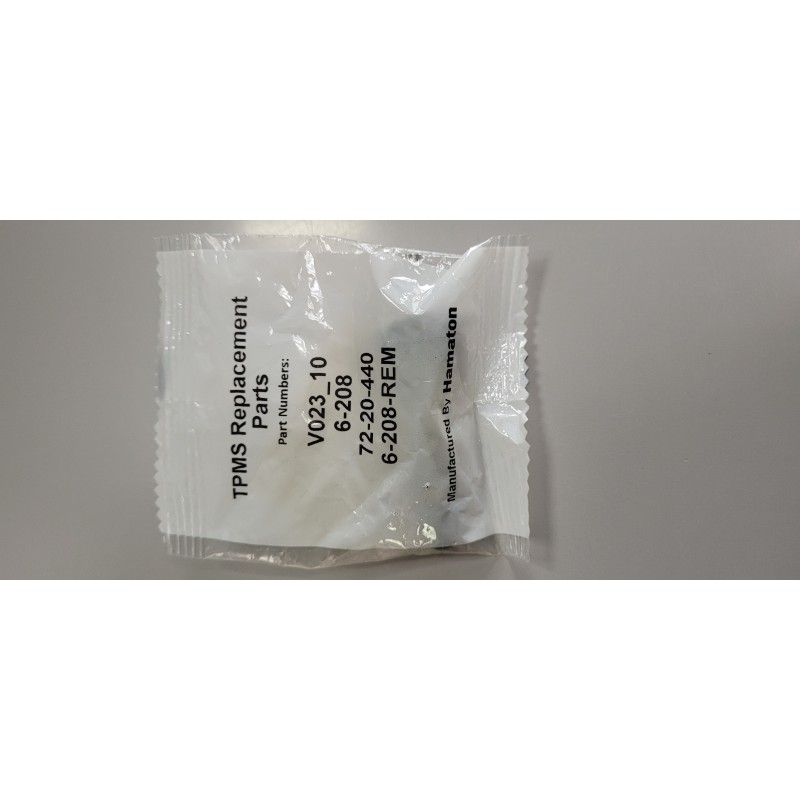 TPMS Replacement
Parts
Part Numbers:
V023_10
6-208
72-20-440
6-208-REM
Manufactured By Hamaton